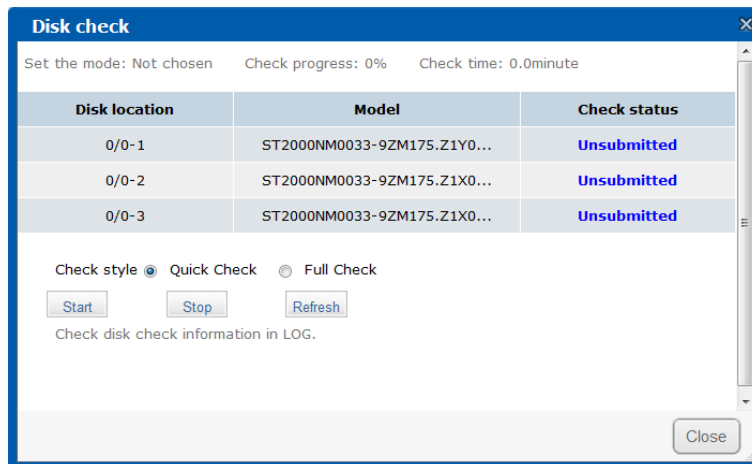 Disk check
Set the mode: Not chosen Check progress: 0% Check time: 0.0minute
Disk location Model Check status
0/0-1 ST2000NM0033-9ZM175.Z1Y0... Unsubmitted
0/0-2 ST2000NM0033-9ZM175.Z1X0... Unsubmitted
0/0-3 ST2000NM0033-9ZM175.Z1X0... Unsubmitted
Check style Quick Check Full Check
Start Stop Refresh
Check disk check information in LOG.
Close